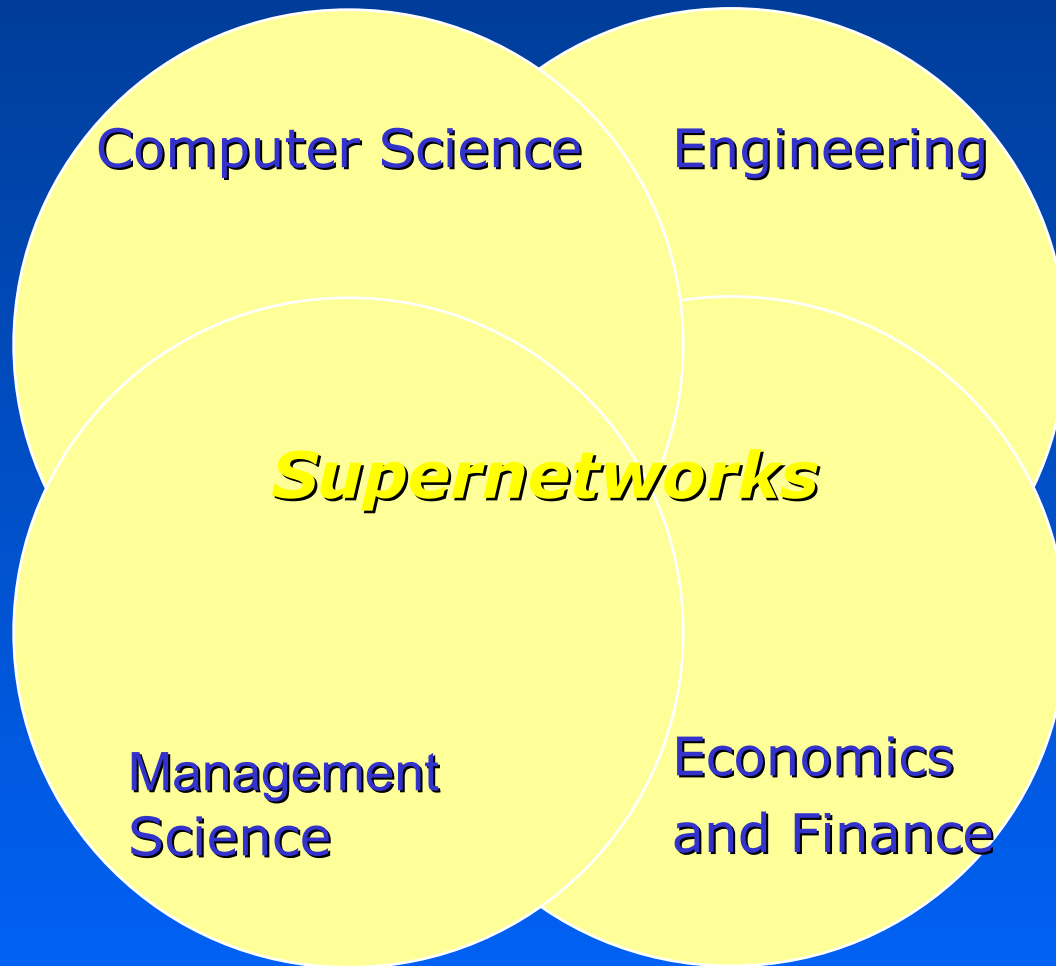 Computer Science
Engineering
Supernetworks
Management
Science
Economics
and Finance